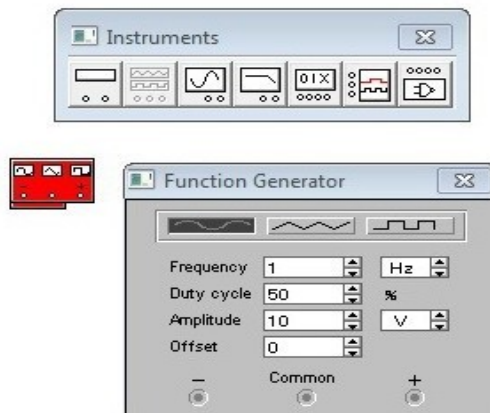 Instruments
01X
Function Generator
Frequency 1 Hz
Duty cycle 50 %
Amplitude 10 V
Offset 0
− Common +